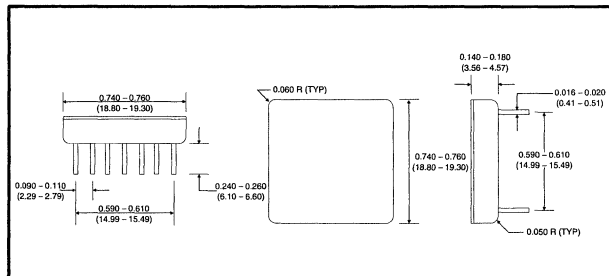 0.740 – 0.760
(18.80 – 19.30)
0.090 – 0.110
(2.29 – 2.79)
0.590 – 0.610
(14.99 – 15.49)
0.240 – 0.260
(6.10 – 6.60)
0.060 R (TYP)
0.740 – 0.760
(18.80 – 19.30)
0.140 – 0.180
(3.56 – 4.57)
0.016 – 0.020
(0.41 – 0.51)
0.590 – 0.610
(14.99 – 15.49)
0.050 R (TYP)